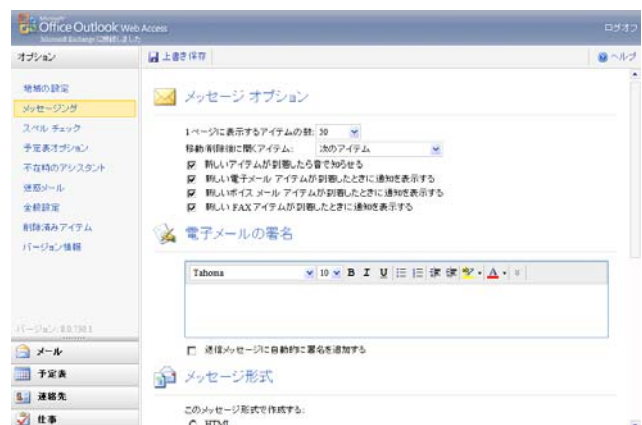 Microsoft
Office Outlook Web Access
Microsoft Exchange に接続しました
ログオフ
オプション
上書き保存
ヘルプ
地域の設定
メッセージング
スペル チェック
予定表オプション
不在時のアシスタント
迷惑メール
全般設定
削除済みアイテム
バージョン情報
メッセージ オプション
1 ページに表示するアイテムの数: 50
移動/削除後に開くアイテム: 次のアイテム
新しいアイテムが到着したら音で知らせる
新しい電子メール アイテムが到着したときに通知を表示する
新しいボイス メール アイテムが到着したときに通知を表示する
新しい FAX アイテムが到着したときに通知を表示する
電子メールの署名
Tahoma 10 B I U
送信メッセージに自動的に署名を追加する
メッセージ形式
このメッセージ形式で作成する:
HTML
メール
予定表
連絡先
仕事